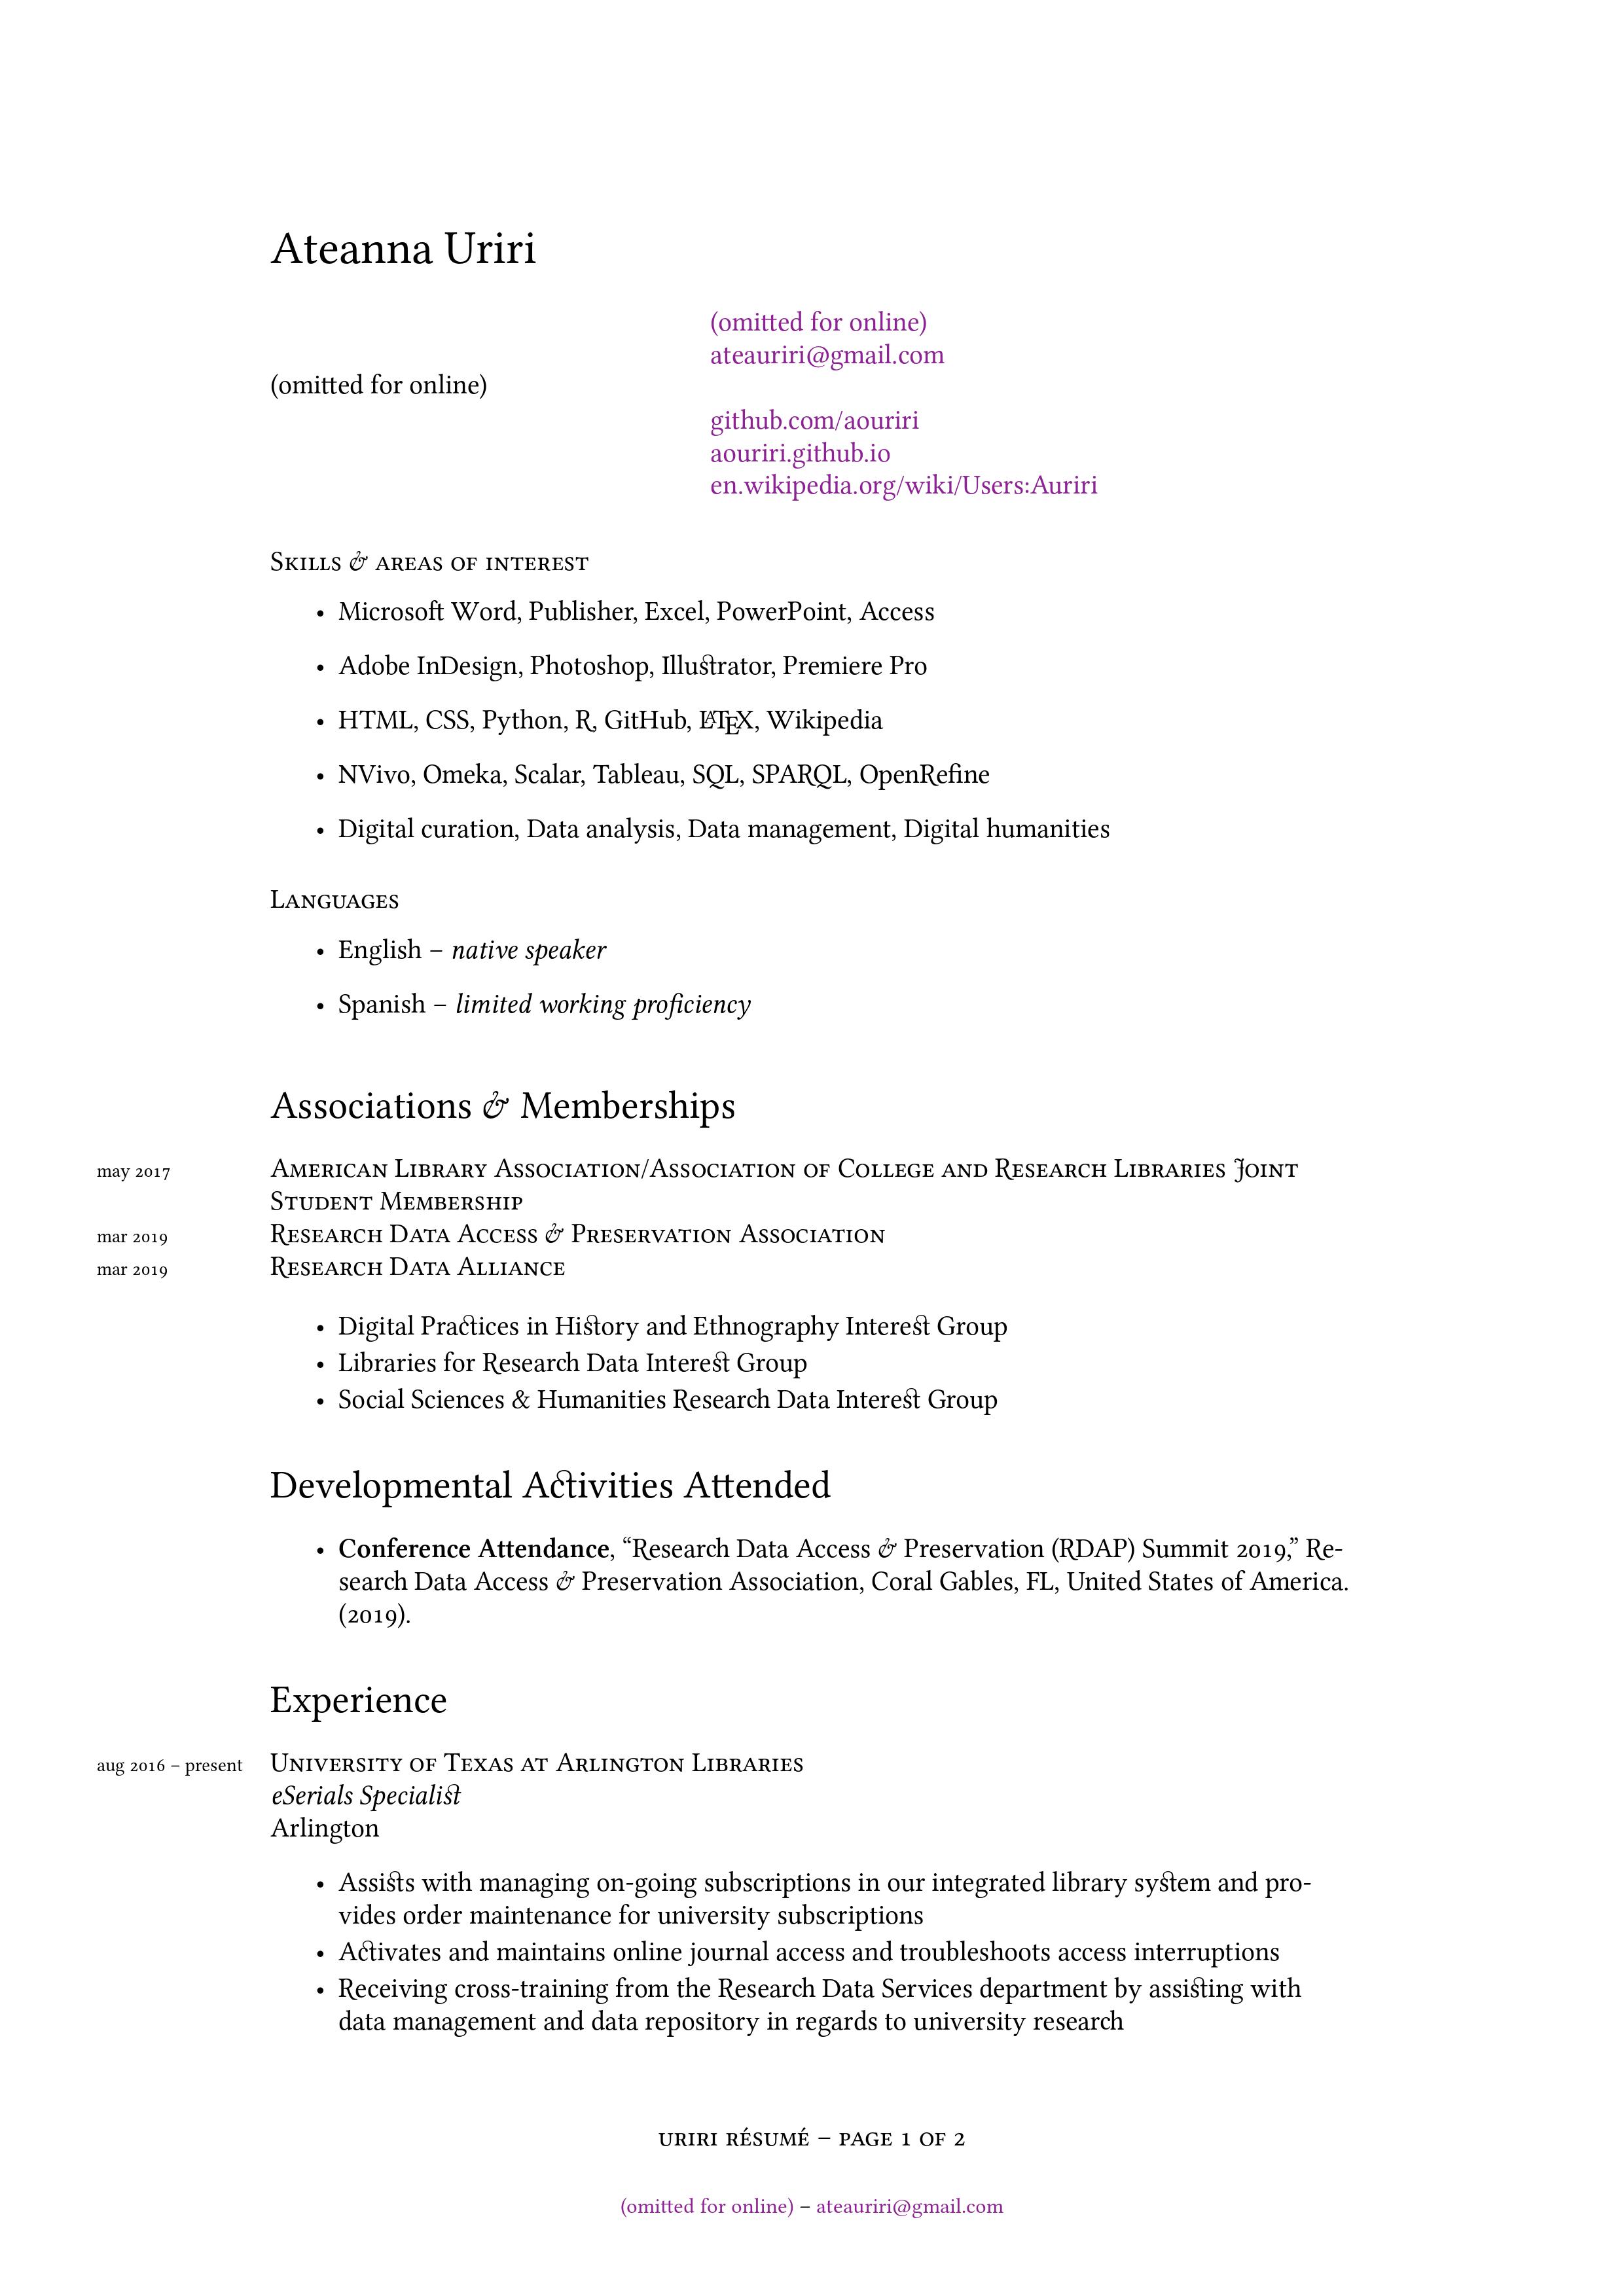 Ateanna Uriri
(omitted for online)
ateauriri@gmail.com
(omitted for online)
github.com/aouriri
aouriri.github.io
en.wikipedia.org/wiki/Users:Auriri
Skills & areas of interest
• Microsoft Word, Publisher, Excel, PowerPoint, Access
• Adobe InDesign, Photoshop, Illustrator, Premiere Pro
• HTML, CSS, Python, R, GitHub, LATEX, Wikipedia
• NVivo, Omeka, Scalar, Tableau, SQL, SPARQL, OpenRefine
• Digital curation, Data analysis, Data management, Digital humanities
Languages
• English – native speaker
• Spanish – limited working proficiency
Associations & Memberships
may 2017 American Library Association/Association of College and Research Libraries Joint
Student Membership
mar 2019 Research Data Access & Preservation Association
mar 2019 Research Data Alliance
• Digital Practices in History and Ethnography Interest Group
• Libraries for Research Data Interest Group
• Social Sciences & Humanities Research Data Interest Group
Developmental Activities Attended
• Conference Attendance, “Research Data Access & Preservation (RDAP) Summit 2019,” Re-
search Data Access & Preservation Association, Coral Gables, FL, United States of America.
(2019).
Experience
aug 2016 – present University of Texas at Arlington Libraries
eSerials Specialist
Arlington
• Assists with managing on-going subscriptions in our integrated library system and pro-
vides order maintenance for university subscriptions
• Activates and maintains online journal access and troubleshoots access interruptions
• Receiving cross-training from the Research Data Services department by assisting with
data management and data repository in regards to university research
uriri résumé – page 1 of 2
(omitted for online) – ateauriri@gmail.com